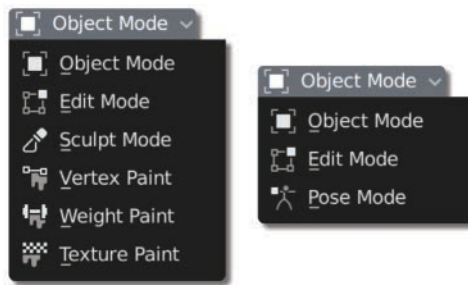 Object Mode
Object Mode
Edit Mode
Sculpt Mode
Vertex Paint
Weight Paint
Texture Paint
Object Mode
Object Mode
Edit Mode
Pose Mode